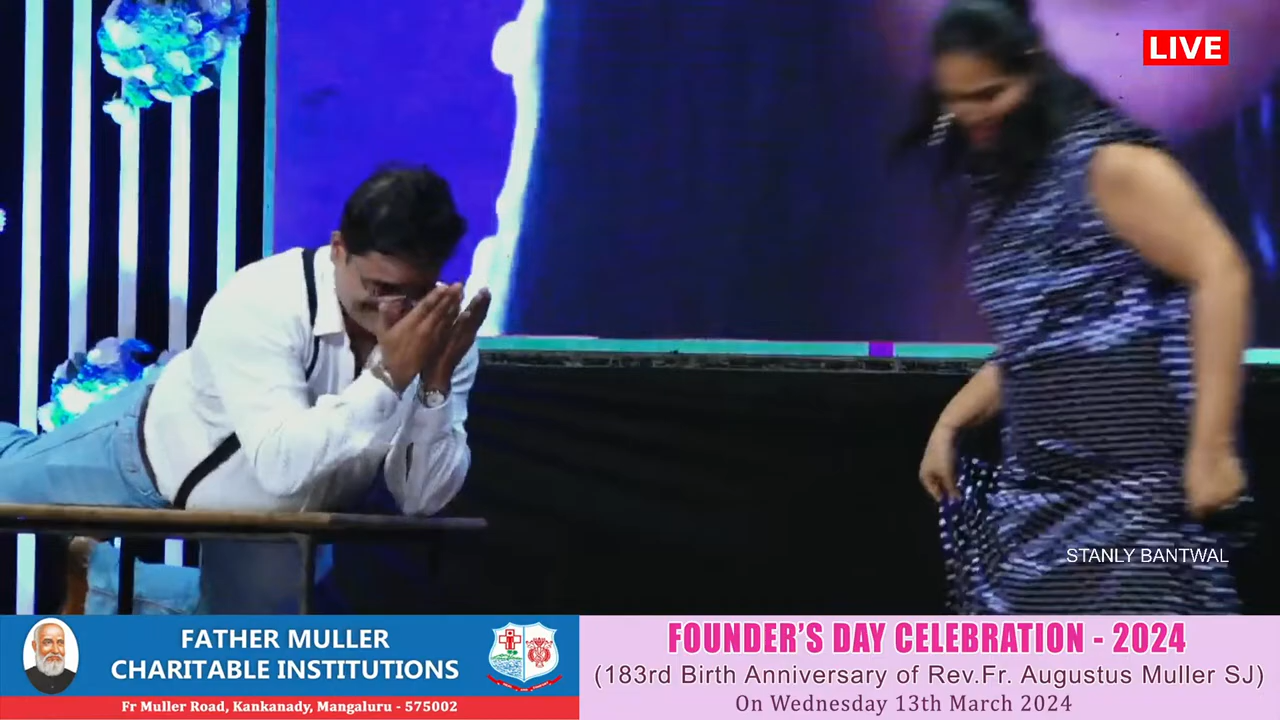 LIVE
STANLY BANTWAL
FATHER MULLER
CHARITABLE INSTITUTIONS
Fr Muller Road, Kankanady, Mangaluru - 575002
FOUNDER'S DAY CELEBRATION - 2024
(183rd Birth Anniversary of Rev.Fr. Augustus Muller SJ)
On Wednesday 13th March 2024